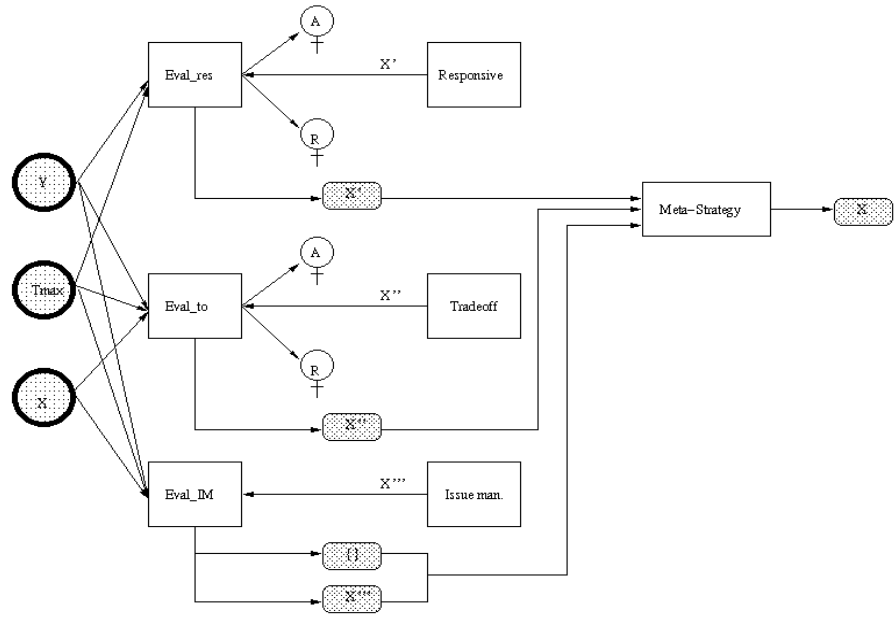 A
X'
Eval_res
Responsive
R
Y
X'
Meta-Strategy
X
A
Tmax
X''
Eval_to
Tradeoff
R
X
X''
X'''
Eval_IM
Issue man.
{}
X'''